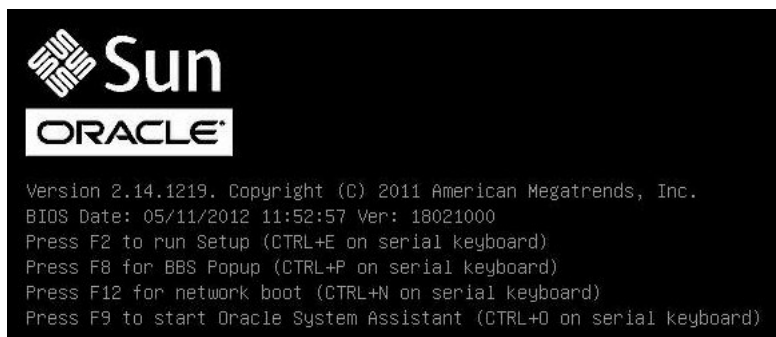 Sun
ORACLE
Version 2.14.1219. Copyright (C) 2011 American Megatrends, Inc.
BIOS Date: 05/11/2012 11:52:57 Ver: 18021000
Press F2 to run Setup (CTRL+E on serial keyboard)
Press F8 for BBS Popup (CTRL+P on serial keyboard)
Press F12 for network boot (CTRL+N on serial keyboard)
Press F9 to start Oracle System Assistant (CTRL+O on serial keyboard)